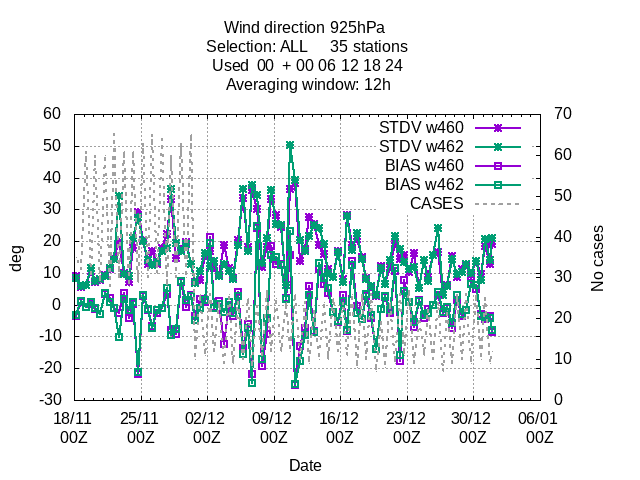 Wind direction 925hPa
Selection: ALL     35 stations
Used  00  + 00 06 12 18 24
Averaging window: 12h
STDV w460
STDV w462
BIAS w460
BIAS w462
CASES
60
50
40
30
20
10
0
-10
-20
-30
deg
70
60
50
40
30
20
10
0
No cases
18/11 25/11 02/12 09/12 16/12 23/12 30/12 06/01
00Z 00Z 00Z 00Z 00Z 00Z 00Z 00Z
Date